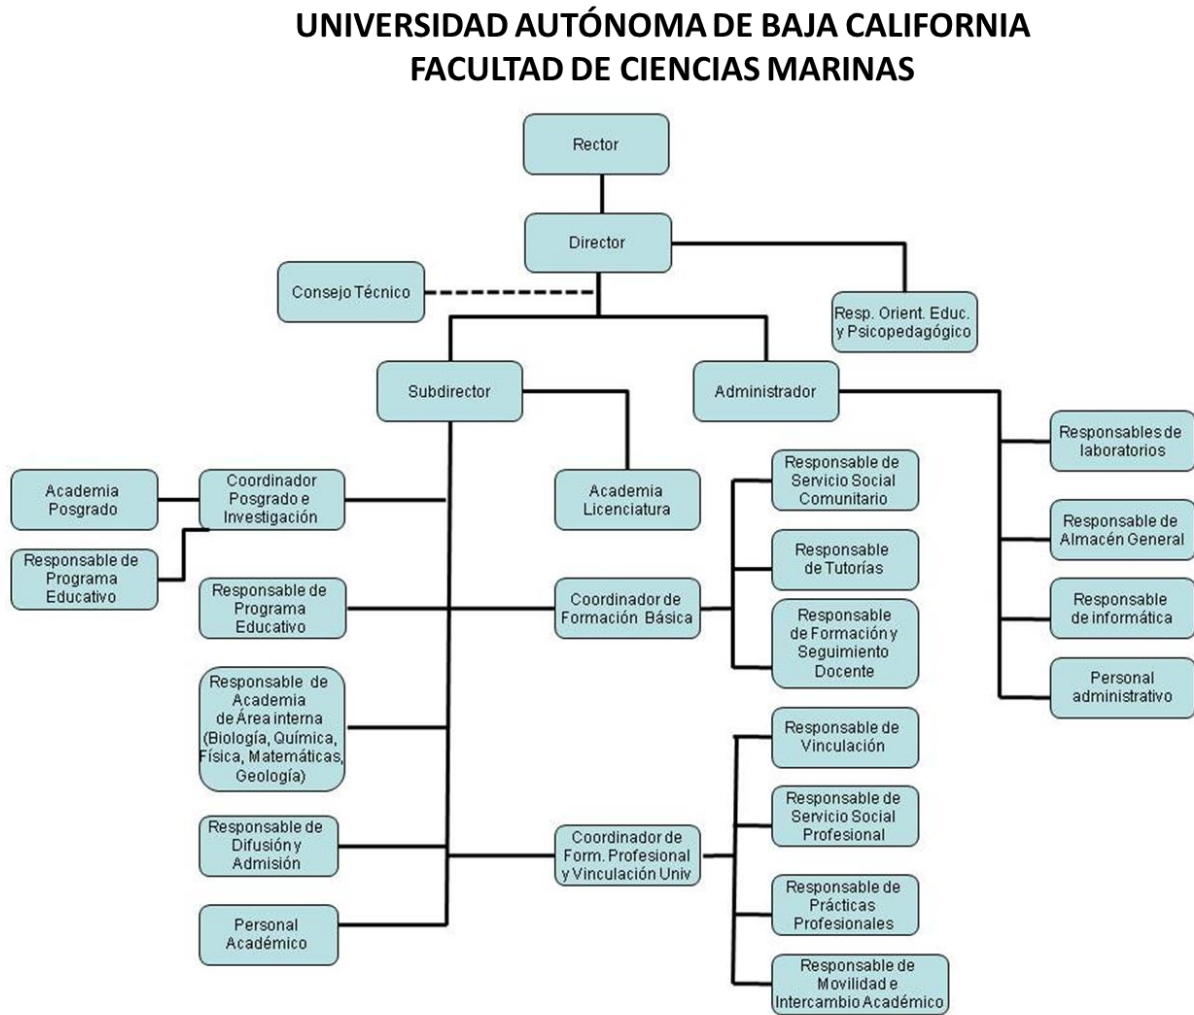 UNIVERSIDAD AUTÓNOMA DE BAJA CALIFORNIA
FACULTAD DE CIENCIAS MARINAS
Rector
Director
Consejo Técnico
Resp. Orient. Educ.
y Psicopedagógico
Subdirector
Administrador
Responsables de
laboratorios
Responsable de
Almacén General
Responsable
de informática
Personal
administrativo
Academia
Posgrado
Coordinador
Posgrado e
Investigación
Responsable de
Programa
Educativo
Academia
Licenciatura
Responsable de
Programa
Educativo
Coordinador de
Formación Básica
Responsable de
Servicio Social
Comunitario
Responsable
de Tutorías
Responsable
de Formación y
Seguimiento
Docente
Responsable de
Academia
de Área interna
(Biología, Química,
Física, Matemáticas,
Geología)
Responsable de
Difusión y
Admisión
Personal
Académico
Coordinador de
Form. Profesional
y Vinculación Univ
Responsable de
Vinculación
Responsable de
Servicio Social
Profesional
Responsable de
Prácticas
Profesionales
Responsable de
Movilidad e
Intercambio Académico